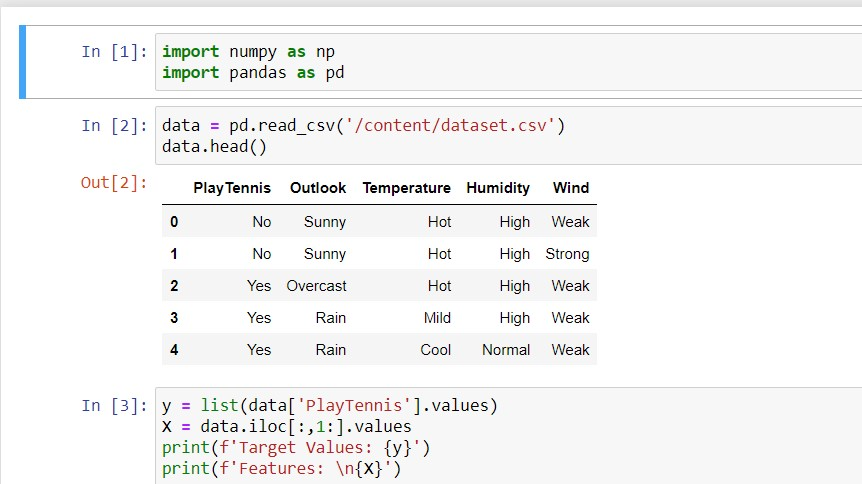 In [1]: import numpy as np
import pandas as pd
In [2]: data = pd.read_csv('/content/dataset.csv')
data.head()
Out[2]:
PlayTennis Outlook Temperature Humidity Wind
0 No Sunny Hot High Weak
1 No Sunny Hot High Strong
2 Yes Overcast Hot High Weak
3 Yes Rain Mild High Weak
4 Yes Rain Cool Normal Weak
In [3]: y = list(data['PlayTennis'].values)
X = data.iloc[:,1:].values
print(f'Target Values: {y}')
print(f'Features: \n{X}')